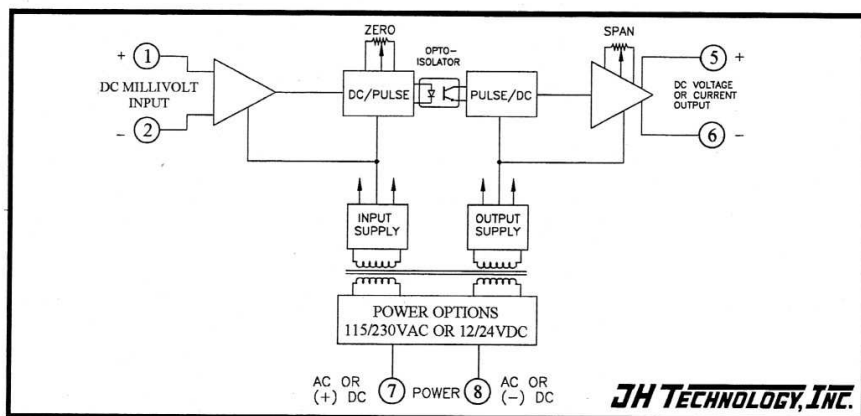 ZERO
SPAN
+ 1
OPTO-
ISOLATOR
5 +
DC MILLIVOLT
INPUT
DC/PULSE
PULSE/DC
DC VOLTAGE
OR CURRENT
OUTPUT
− 2
6 −
INPUT
SUPPLY
OUTPUT
SUPPLY
POWER OPTIONS
115/230VAC OR 12/24VDC
AC OR
(+) DC
7 POWER 8
AC OR
(−) DC
JH TECHNOLOGY, INC.